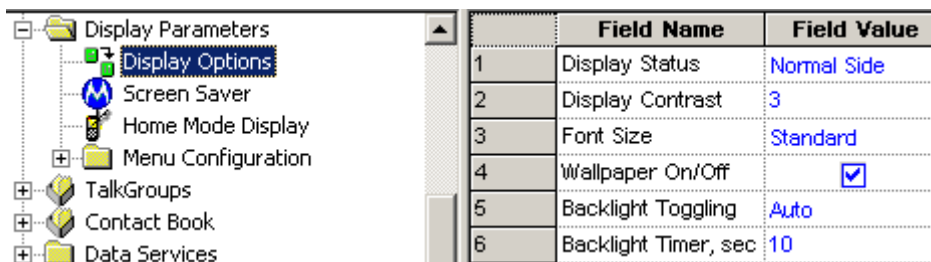 Display Parameters
Display Options
Screen Saver
Home Mode Display
Menu Configuration
TalkGroups
Contact Book
Data Services
Field Name Field Value
1 Display Status Normal Side
2 Display Contrast 3
3 Font Size Standard
4 Wallpaper On/Off
5 Backlight Toggling Auto
6 Backlight Timer, sec 10